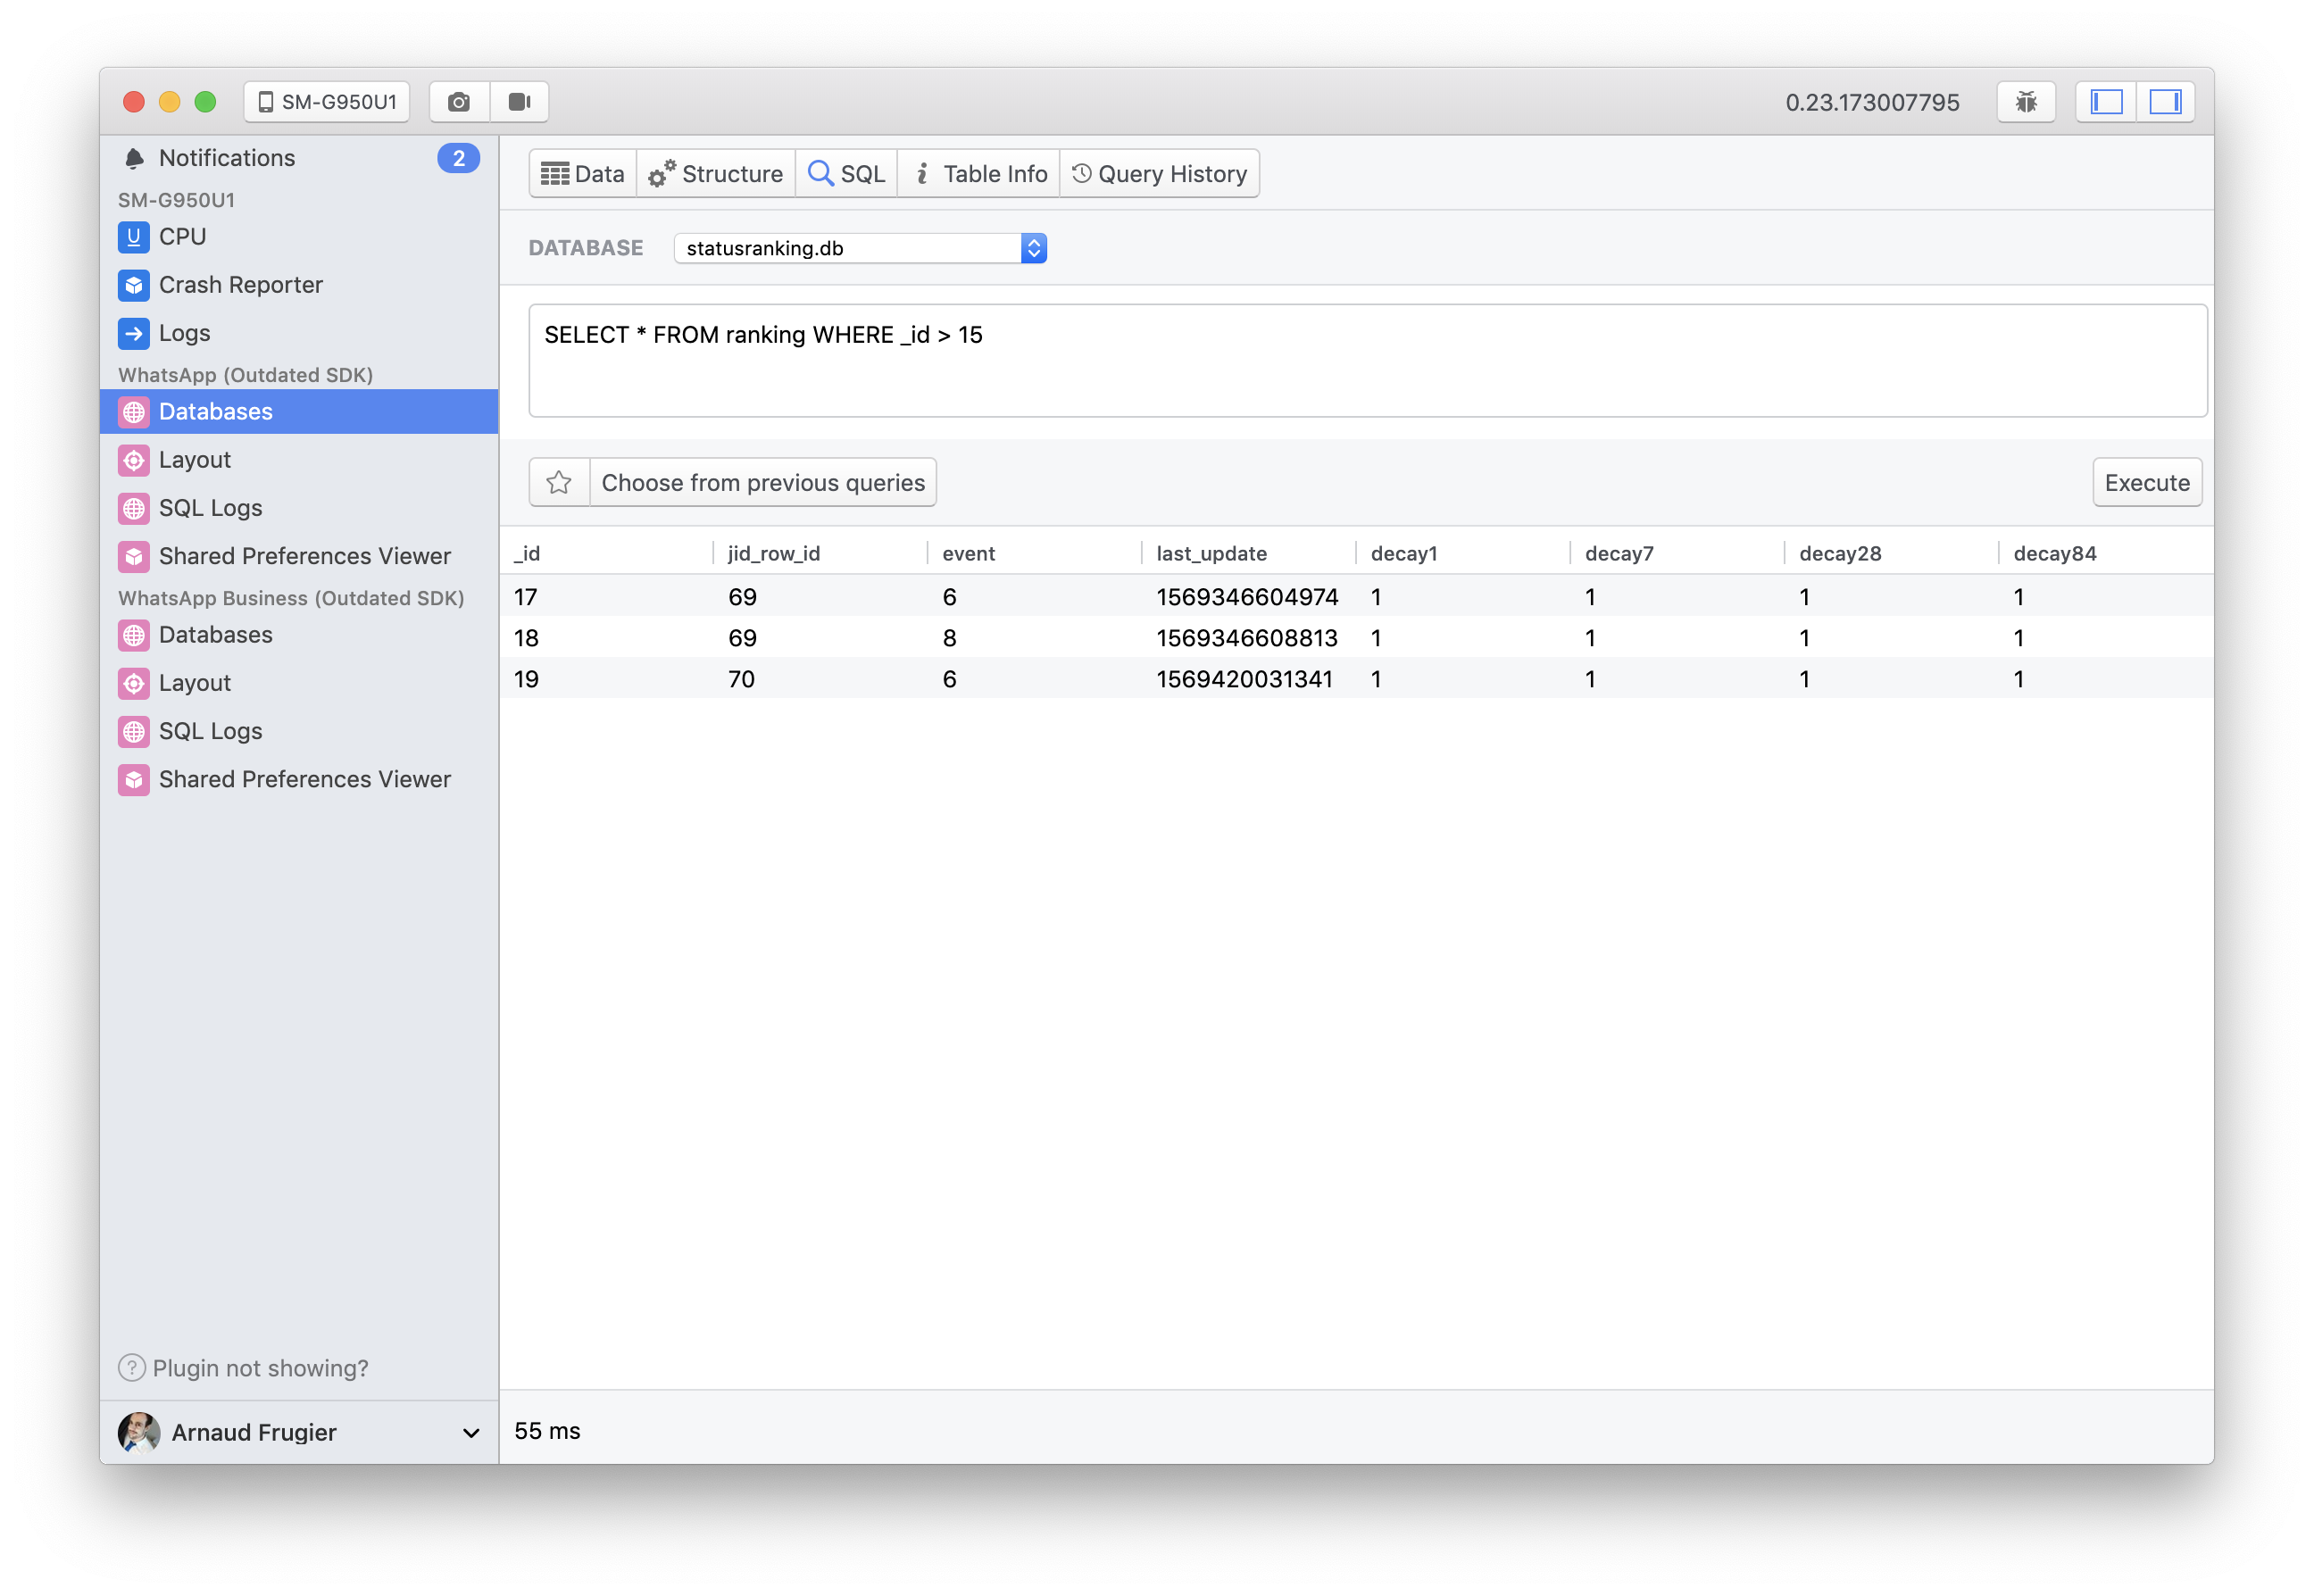 SM-G950U1
0.23.173007795
Notifications 2
SM-G950U1
CPU
Crash Reporter
Logs
WhatsApp (Outdated SDK)
Databases
Layout
SQL Logs
Shared Preferences Viewer
WhatsApp Business (Outdated SDK)
Databases
Layout
SQL Logs
Shared Preferences Viewer
Plugin not showing?
Arnaud Frugier
Data Structure SQL Table Info Query History
DATABASE statusranking.db
SELECT * FROM ranking WHERE _id > 15
Choose from previous queries Execute
_id jid_row_id event last_update decay1 decay7 decay28 decay84
17 69 6 1569346604974 1 1 1 1
18 69 8 1569346608813 1 1 1 1
19 70 6 1569420031341 1 1 1 1
55 ms